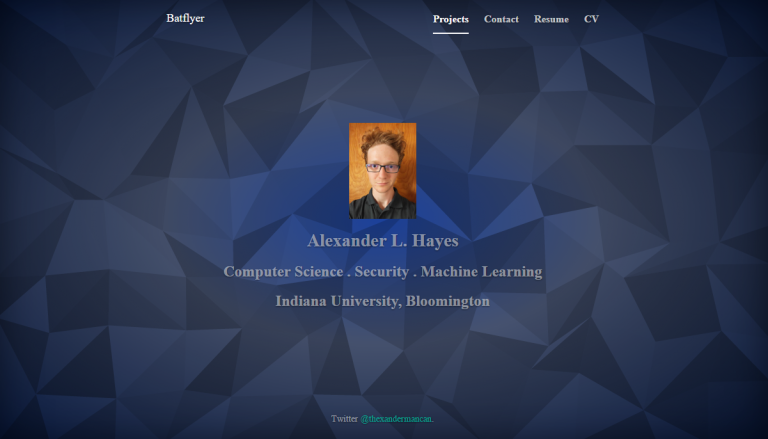 Batflyer
Projects Contact Resume CV
Alexander L. Hayes
Computer Science . Security . Machine Learning
Indiana University, Bloomington
Twitter @thexandermancan.